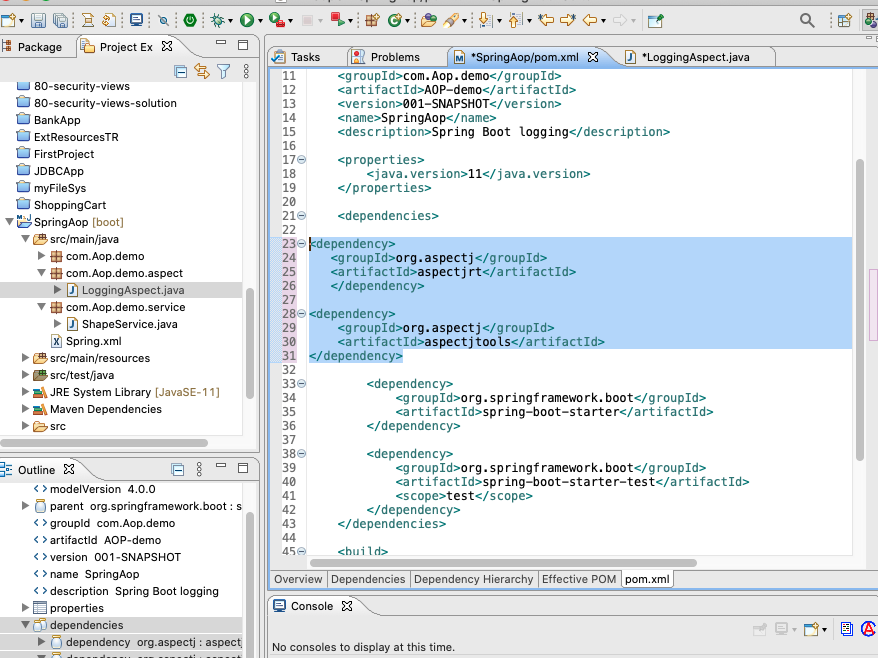 Package
Project Ex
80-security-views
80-security-views-solution
BankApp
ExtResourcesTR
FirstProject
JDBCApp
myFileSys
ShoppingCart
SpringAop [boot]
src/main/java
com.Aop.demo
com.Aop.demo.aspect
LoggingAspect.java
com.Aop.demo.service
ShapeService.java
Spring.xml
src/main/resources
src/test/java
JRE System Library [JavaSE-11]
Maven Dependencies
src
Outline
modelVersion 4.0.0
parent org.springframework.boot : s
groupId com.Aop.demo
artifactId AOP-demo
version 001-SNAPSHOT
name SpringAop
description Spring Boot logging
properties
dependencies
dependency org.aspectj : aspect
dependency org.aspectj : aspect
Tasks
Problems
*SpringAop/pom.xml
*LoggingAspect.java
11 <groupId>com.Aop.demo</groupId>
12 <artifactId>AOP-demo</artifactId>
13 <version>001-SNAPSHOT</version>
14 <name>SpringAop</name>
15 <description>Spring Boot logging</description>
16
17 <properties>
18 <java.version>11</java.version>
19 </properties>
20
21 <dependencies>
22
23 <dependency>
24 <groupId>org.aspectj</groupId>
25 <artifactId>aspectjrt</artifactId>
26 </dependency>
27
28 <dependency>
29 <groupId>org.aspectj</groupId>
30 <artifactId>aspectjtools</artifactId>
31 </dependency>
32
33 <dependency>
34 <groupId>org.springframework.boot</groupId>
35 <artifactId>spring-boot-starter</artifactId>
36 </dependency>
37
38 <dependency>
39 <groupId>org.springframework.boot</groupId>
40 <artifactId>spring-boot-starter-test</artifactId>
41 <scope>test</scope>
42 </dependency>
43 </dependencies>
44
45 <build>
Overview
Dependencies
Dependency Hierarchy
Effective POM
pom.xml
Console
No consoles to display at this time.